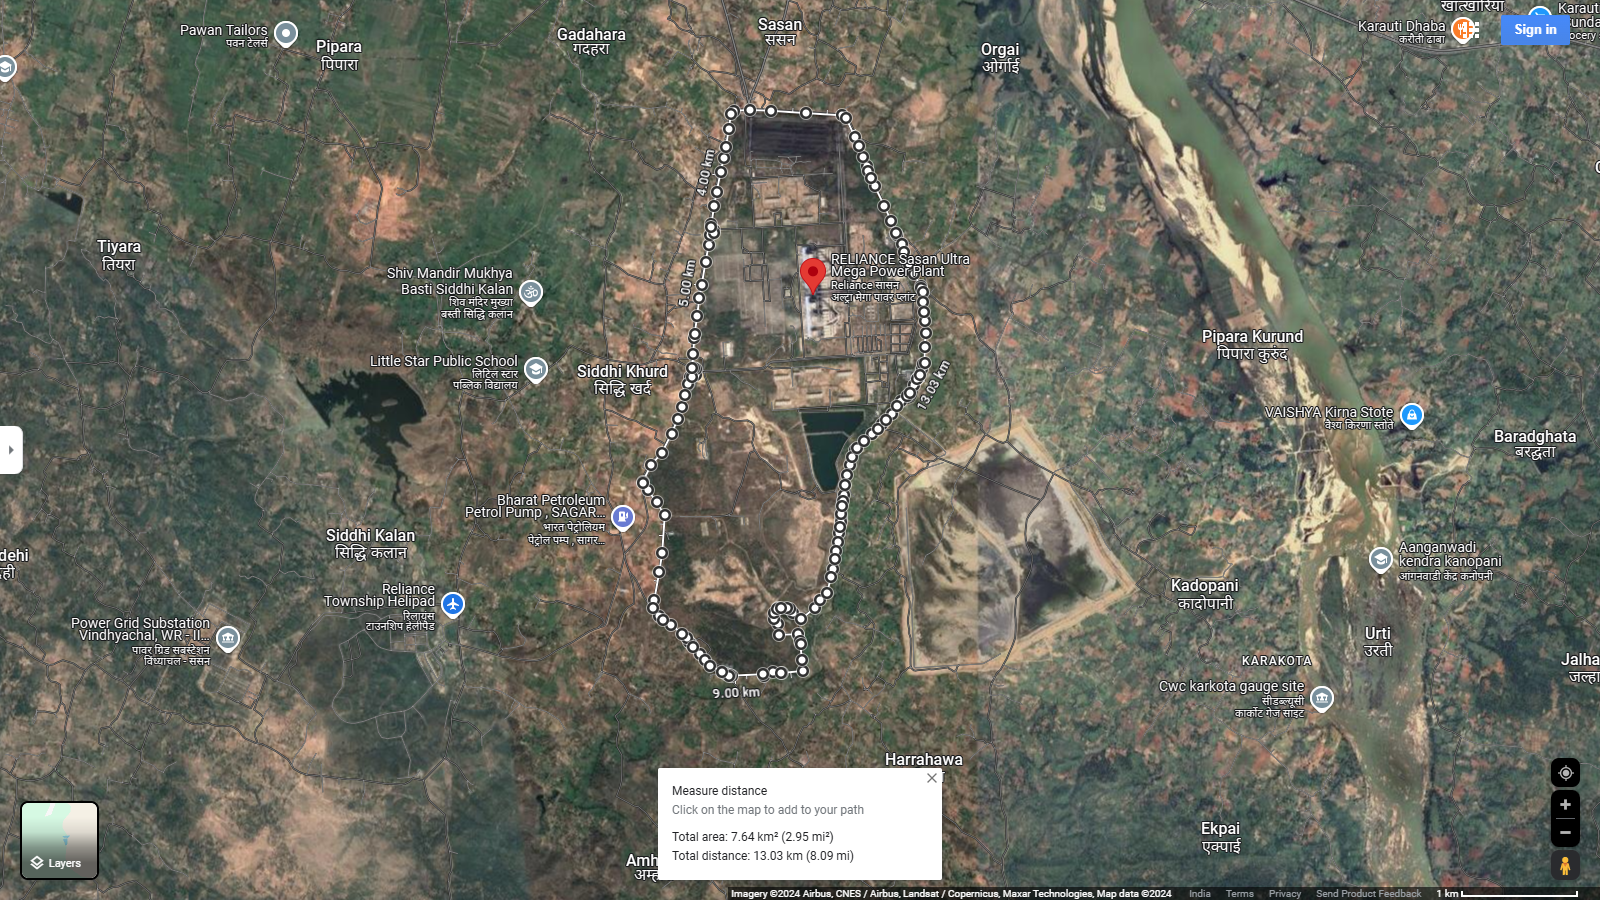 Pawan Tailors
पवन टेलर्स
Pipara
पिपारा
Gadahara
गदहरा
Sasan
ससन
Orgai
ओर्गाई
Karauti Dhaba
करौती ढाबा
Karaut
Sign in
Tiyara
तियरा
4.00 km
5.00 km
Shiv Mandir Mukhya
Basti Siddhi Kalan
शिव मंदिर मुख्या
बस्ती सिद्धि कलान
RELIANCE Sasan Ultra
Mega Power Plant
Reliance सासन
अल्ट्रा मेगा पावर प्लांट
Little Star Public School
लिटिल स्टार
पब्लिक विद्यालय
Siddhi Khurd
सिद्धि खर्द
13.03 km
Pipara Kurund
पिपारा कुरुंद
VAISHYA Kirna Stote
वैश्य किरणा स्तोते
Baradghata
बरद्घता
Bharat Petroleum
Petrol Pump , SAGAR...
भारत पेट्रोलियम
पेट्रोल पम्प , सागर...
Siddhi Kalan
सिद्धि कलान
Aanganwadi
kendra kanopani
आंगनवाडी केंद्र कनोपनी
Kadopani
कादोपानी
Reliance
Township Helipad
रिलायंस
टाउनशिप हेलीपैड
Power Grid Substation
Vindhyachal, WR - II...
पावर ग्रिड सबस्टेशन
विंध्याचल - ससन
Urti
उरती
KARAKOTA
Jalha
जल्हा
Cwc karkota gauge site
सीडब्ल्यूसी
कार्कोट गेज साइट
9.00 km
Harrahawa
Measure distance
Click on the map to add to your path
Total area: 7.64 km² (2.95 mi²)
Total distance: 13.03 km (8.09 mi)
Ekpai
एक्पाई
Amh
अम्ह
Layers
Imagery ©2024 Airbus, CNES / Airbus, Landsat / Copernicus, Maxar Technologies, Map data ©2024 India Terms Privacy Send Product Feedback 1 km